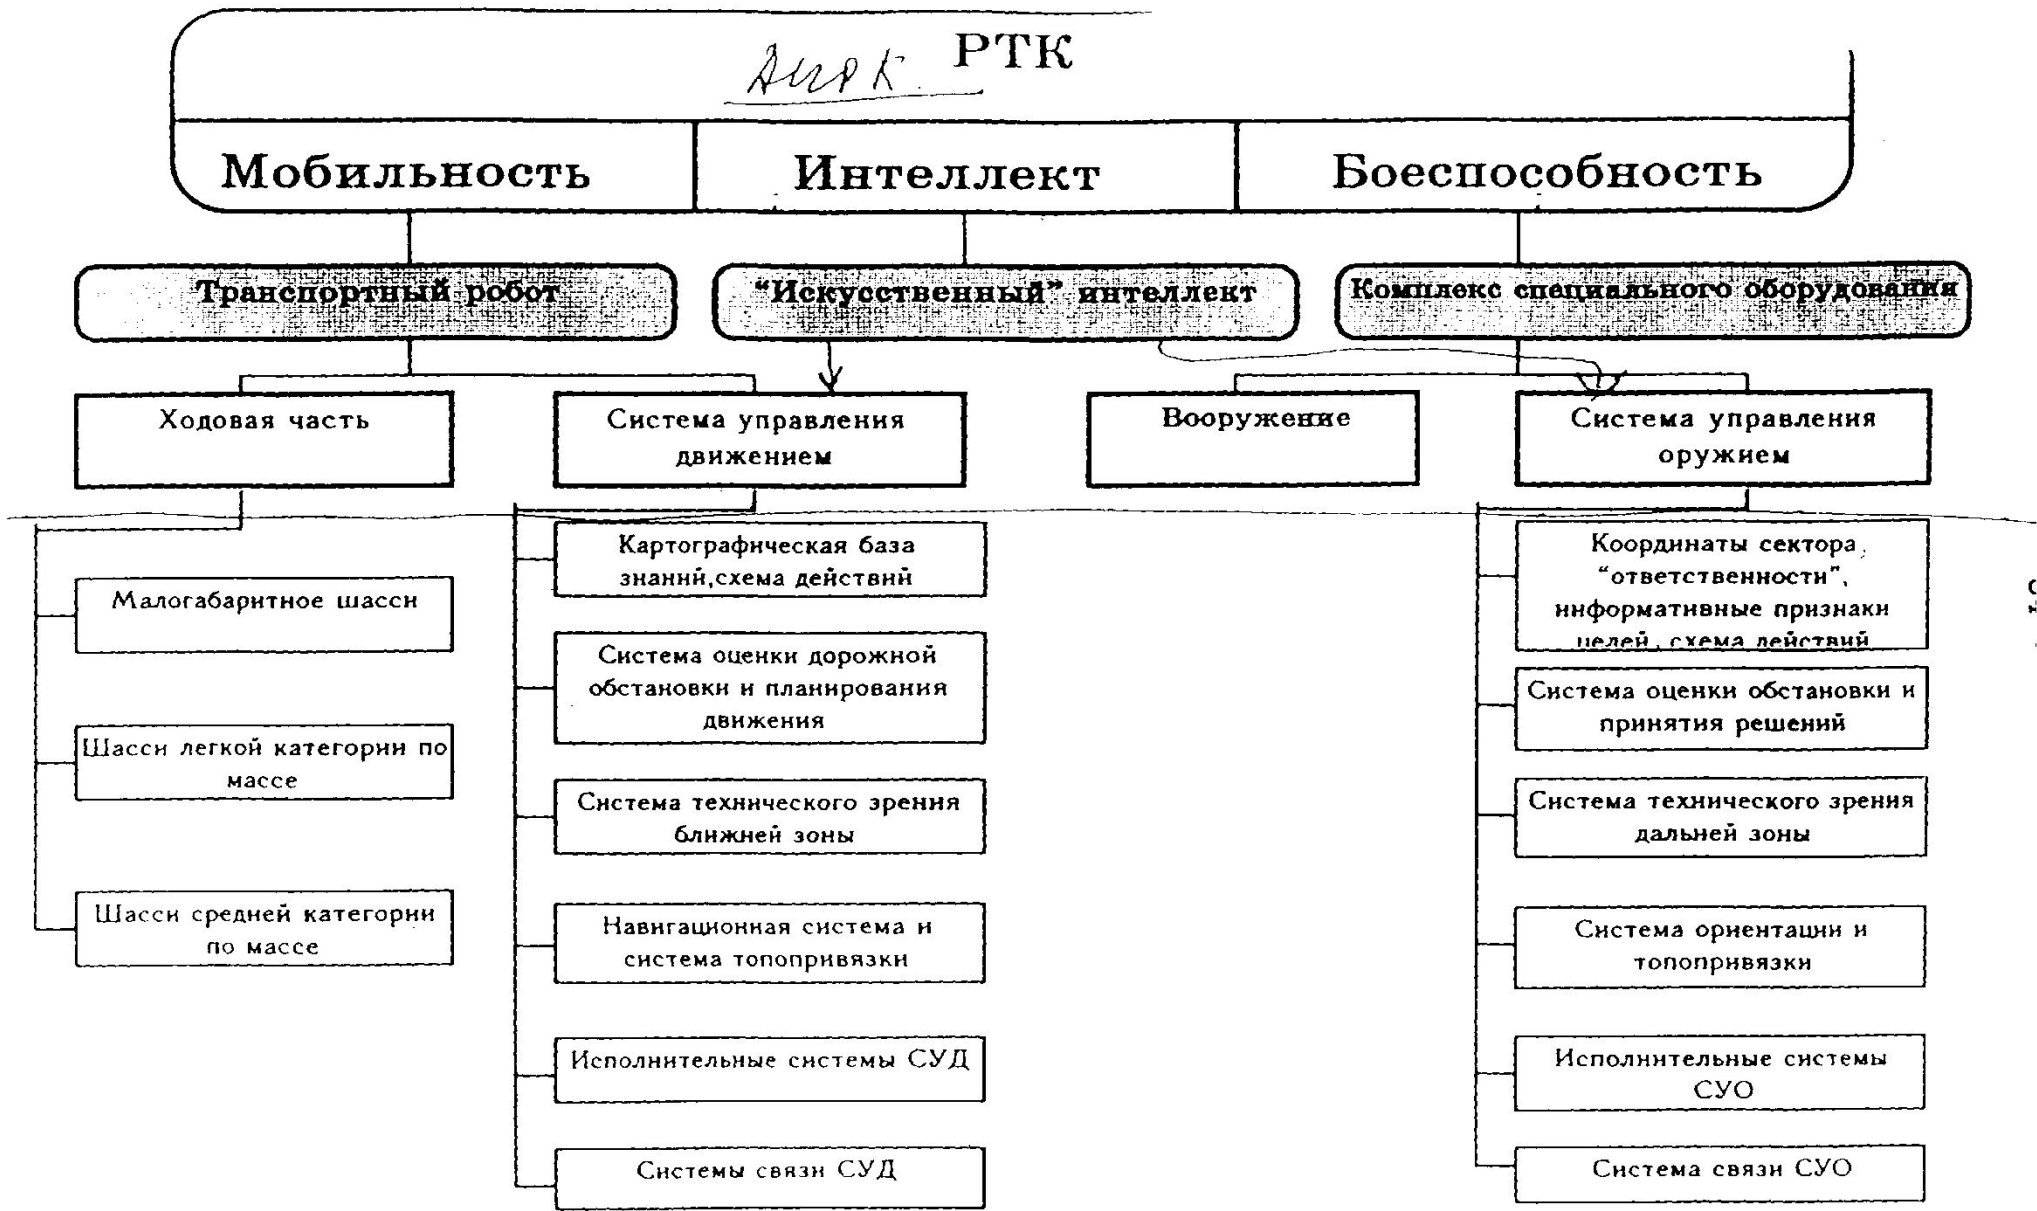 РТК
Мобильность
Интеллект
Боеспособность
Транспортный робот
“Искусственный” интеллект
Комплекс специального оборудования
Ходовая часть
Система управления
движением
Вооружение
Система управления
оружием
Малогабаритное шасси
Шасси легкой категории по
массе
Шасси средней категории
по массе
Картографическая база
знаний,схема действий
Система оценки дорожной
обстановки и планирования
движения
Система технического зрения
ближней зоны
Навигационная система и
система топопривязки
Исполнительные системы СУД
Системы связи СУД
Координаты сектора
“ответственности”,
информативные признаки
целей, схема действий
Система оценки обстановки и
принятия решений
Система технического зрения
дальней зоны
Система ориентации и
топопривязки
Исполнительные системы
СУО
Система связи СУО